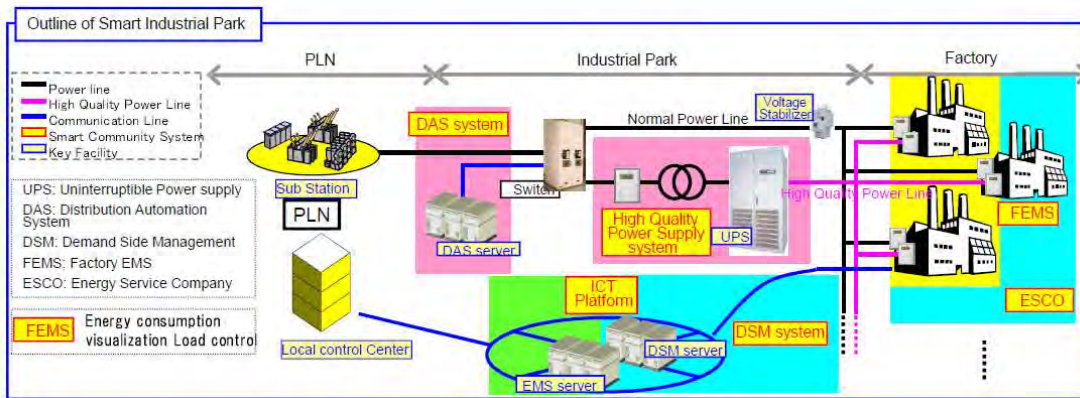 Outline of Smart Industrial Park
PLN
Industrial Park
Factory
Power line
High Quality Power Line
Communication Line
Smart Community System
Key Facility
UPS: Uninterruptible Power supply
DAS: Distribution Automation
System
DSM: Demand Side Management
FEMS: Factory EMS
ESCO: Energy Service Company
FEMS
Energy consumption
visualization Load control
Sub Station
PLN
Local control Center
DAS system
DAS server
Switch
Normal Power Line
Voltage
Stabilizer
High Quality
Power Supply
system
UPS
High Quality Power Line
FEMS
ESCO
ICT
Platform
DSM system
DSM server
EMS server